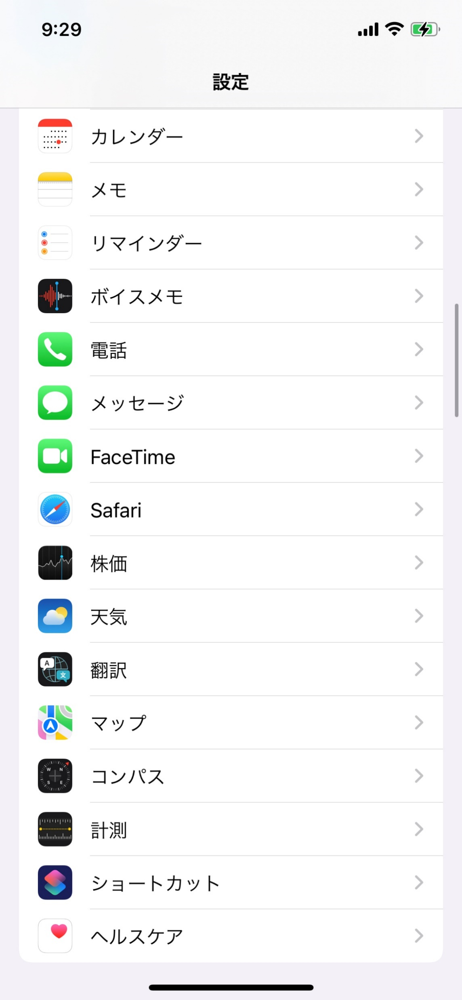 9:29
設定
カレンダー
メモ
リマインダー
ボイスメモ
電話
メッセージ
FaceTime
Safari
株価
天気
A
文
翻訳
マップ
W N
S E
コンパス
計測
ショートカット
ヘルスケア